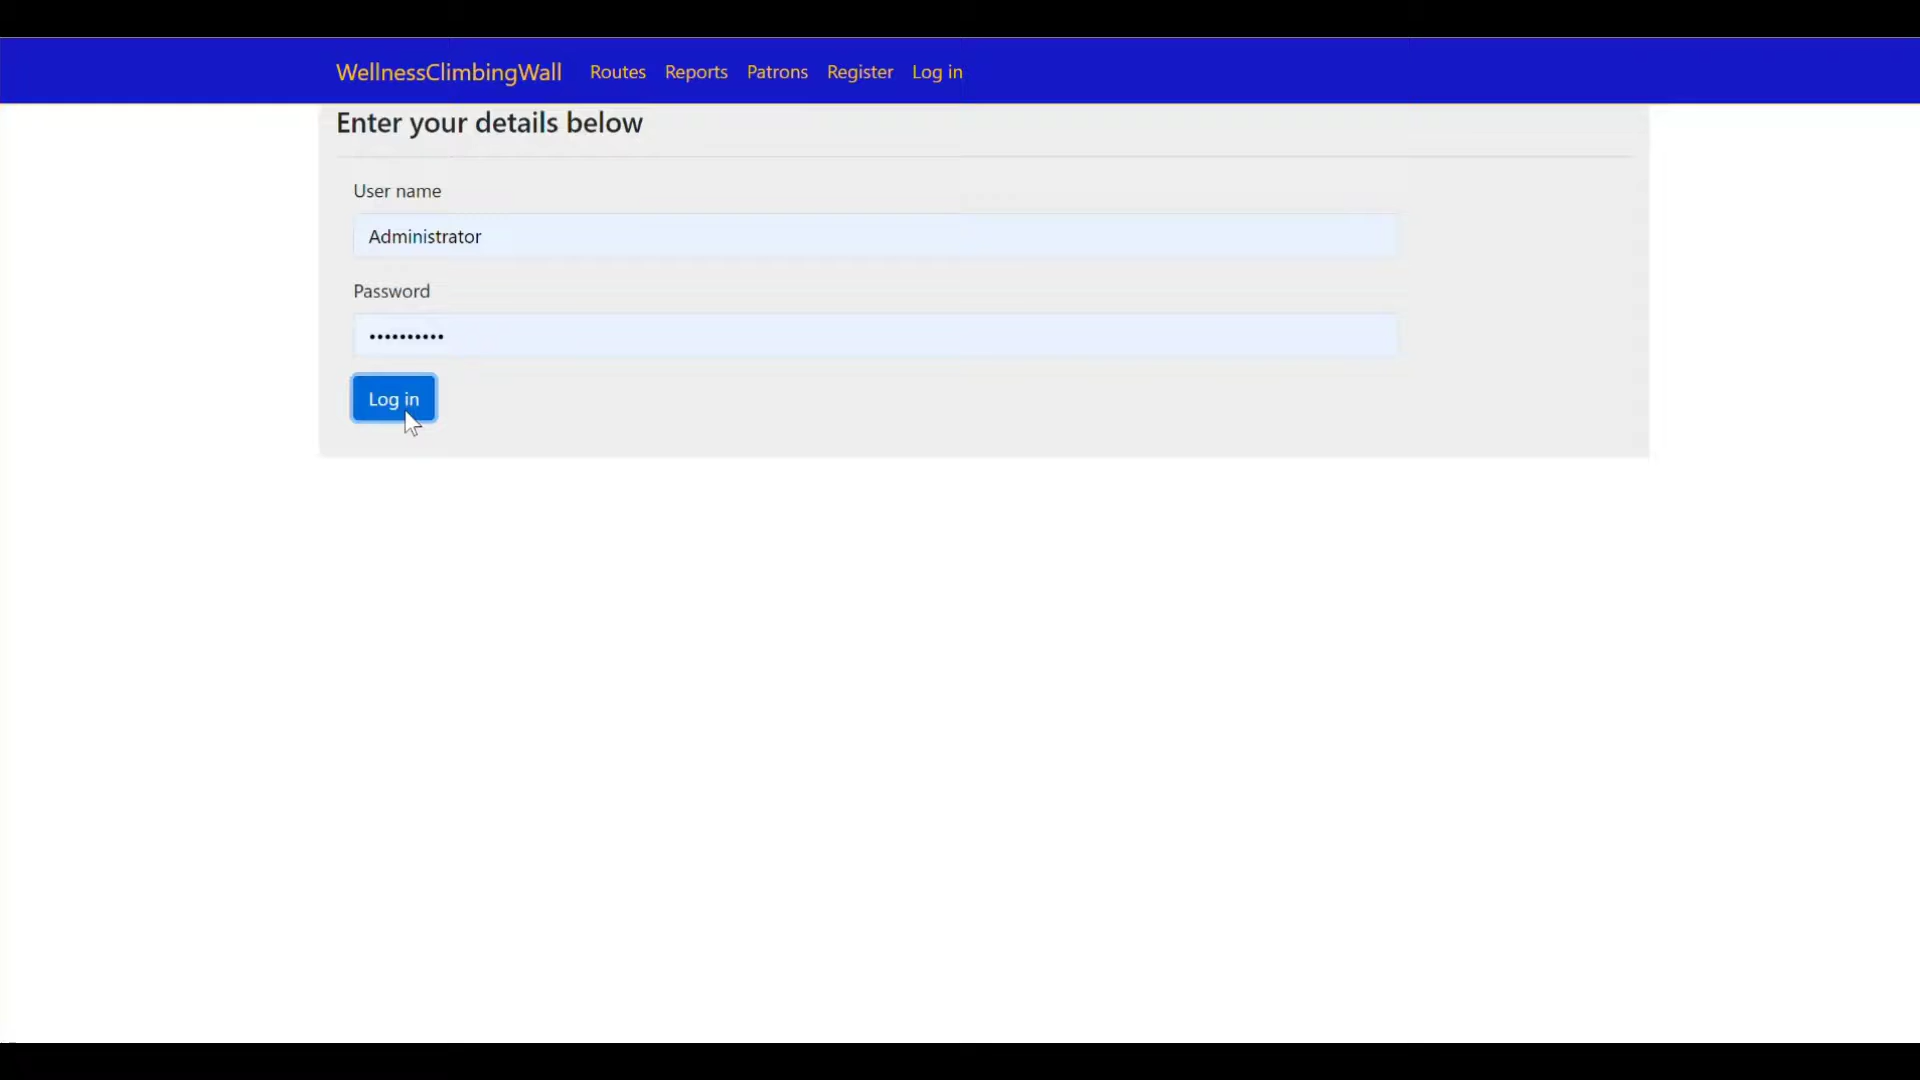 WellnessClimbingWall Routes Reports Patrons Register Log in
Enter your details below
User name
Administrator
Password
••••••••••
Log in